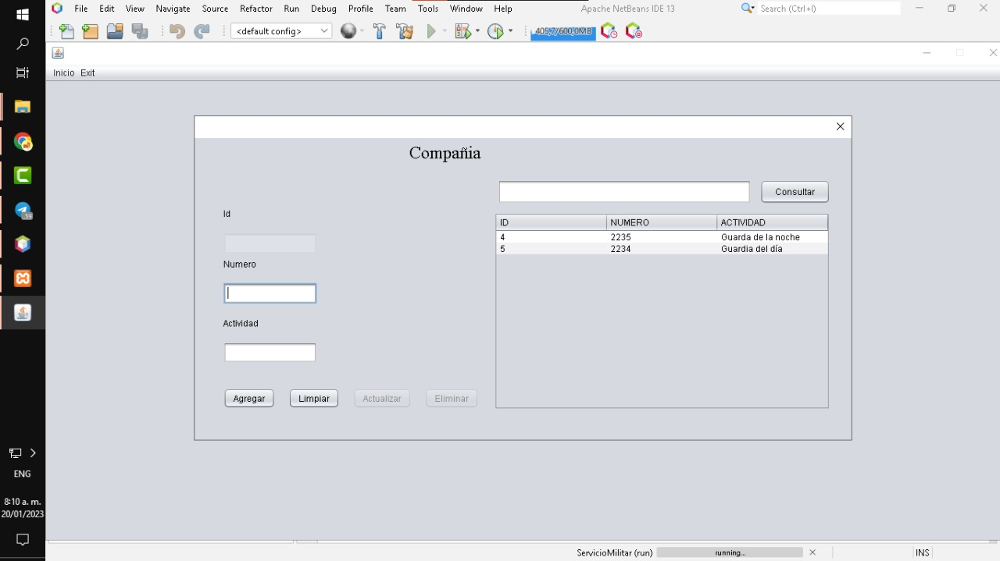 File Edit View Navigate Source Refactor Run Debug Profile Team Tools Window Help Apache NetBeans IDE 13 Search (Ctrl+I)
<default config> 405,7/600,0MB
Inicio Exit
Compañia
Consultar
Id
ID NUMERO ACTIVIDAD
4 2235 Guarda de la noche
5 2234 Guardia del día
Numero
Actividad
Agregar Limpiar Actualizar Eliminar
59
ENG
8:10 a. m.
20/01/2023
ServicioMilitar (run) running... INS